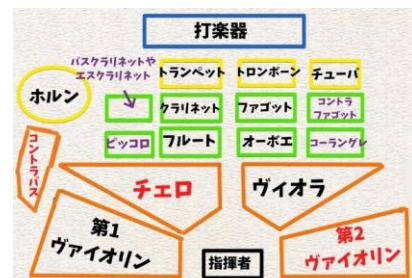 打楽器
バスクラリネットや
エスクラリネット
トランペット
トロンボーン
チューバ
ホルン
クラリネット
ファゴット
コントラ
ファゴット
ピッコロ
フルート
オーボエ
コーラングレ
コントラバス
チェロ
ヴィオラ
第1
ヴァイオリン
第2
ヴァイオリン
指揮者